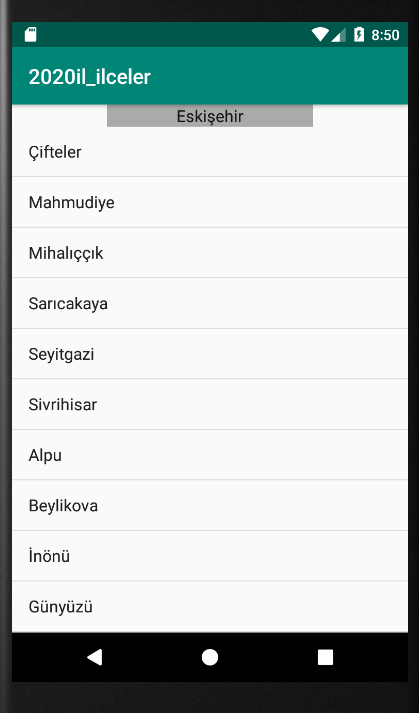 8:50
2020il_ilceler
Eskişehir
Çifteler
Mahmudiye
Mihalıççık
Sarıcakaya
Seyitgazi
Sivrihisar
Alpu
Beylikova
İnönü
Günyüzü